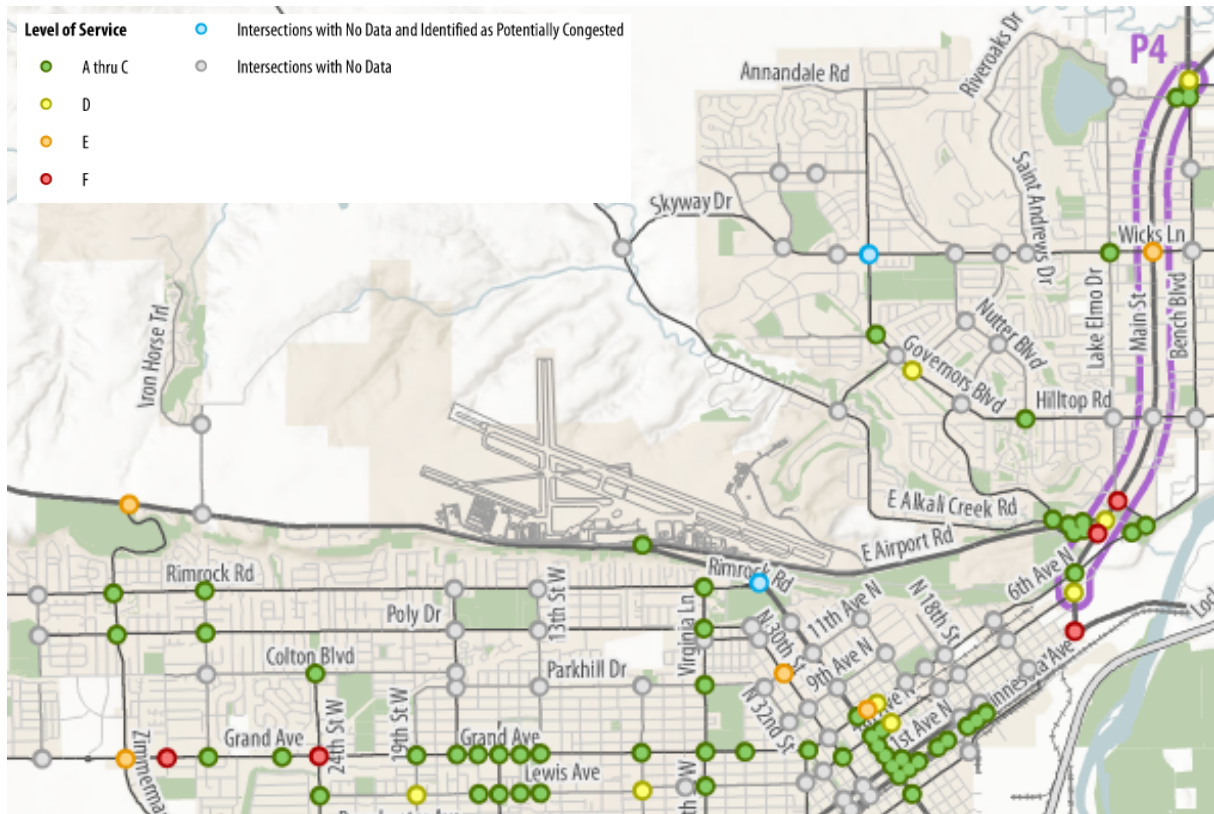 Level of Service
Intersections with No Data and Identified as Potentially Congested
A thru C
Intersections with No Data
D
E
F
P4
Annandale Rd
Riveroaks Dr
Saint Andrews Dr
Skyway Dr
Wicks Ln
Iron Horse Trl
Nutter Blvd
Lake Elmo Dr
Main St
Bench Blvd
Governors Blvd
Hilltop Rd
E Alkali Creek Rd
E Airport Rd
Rimrock Rd
Rimrock Rd
6th Ave N
N 18th St
11th Ave N
Poly Dr
13th St W
Virginia Ln
N 30th St
9th Ave N
Colton Blvd
Parkhill Dr
N 32nd St
Minnesota Ave
1st Ave N
19th St W
24th St W
Grand Ave
Grand Ave
Lewis Ave